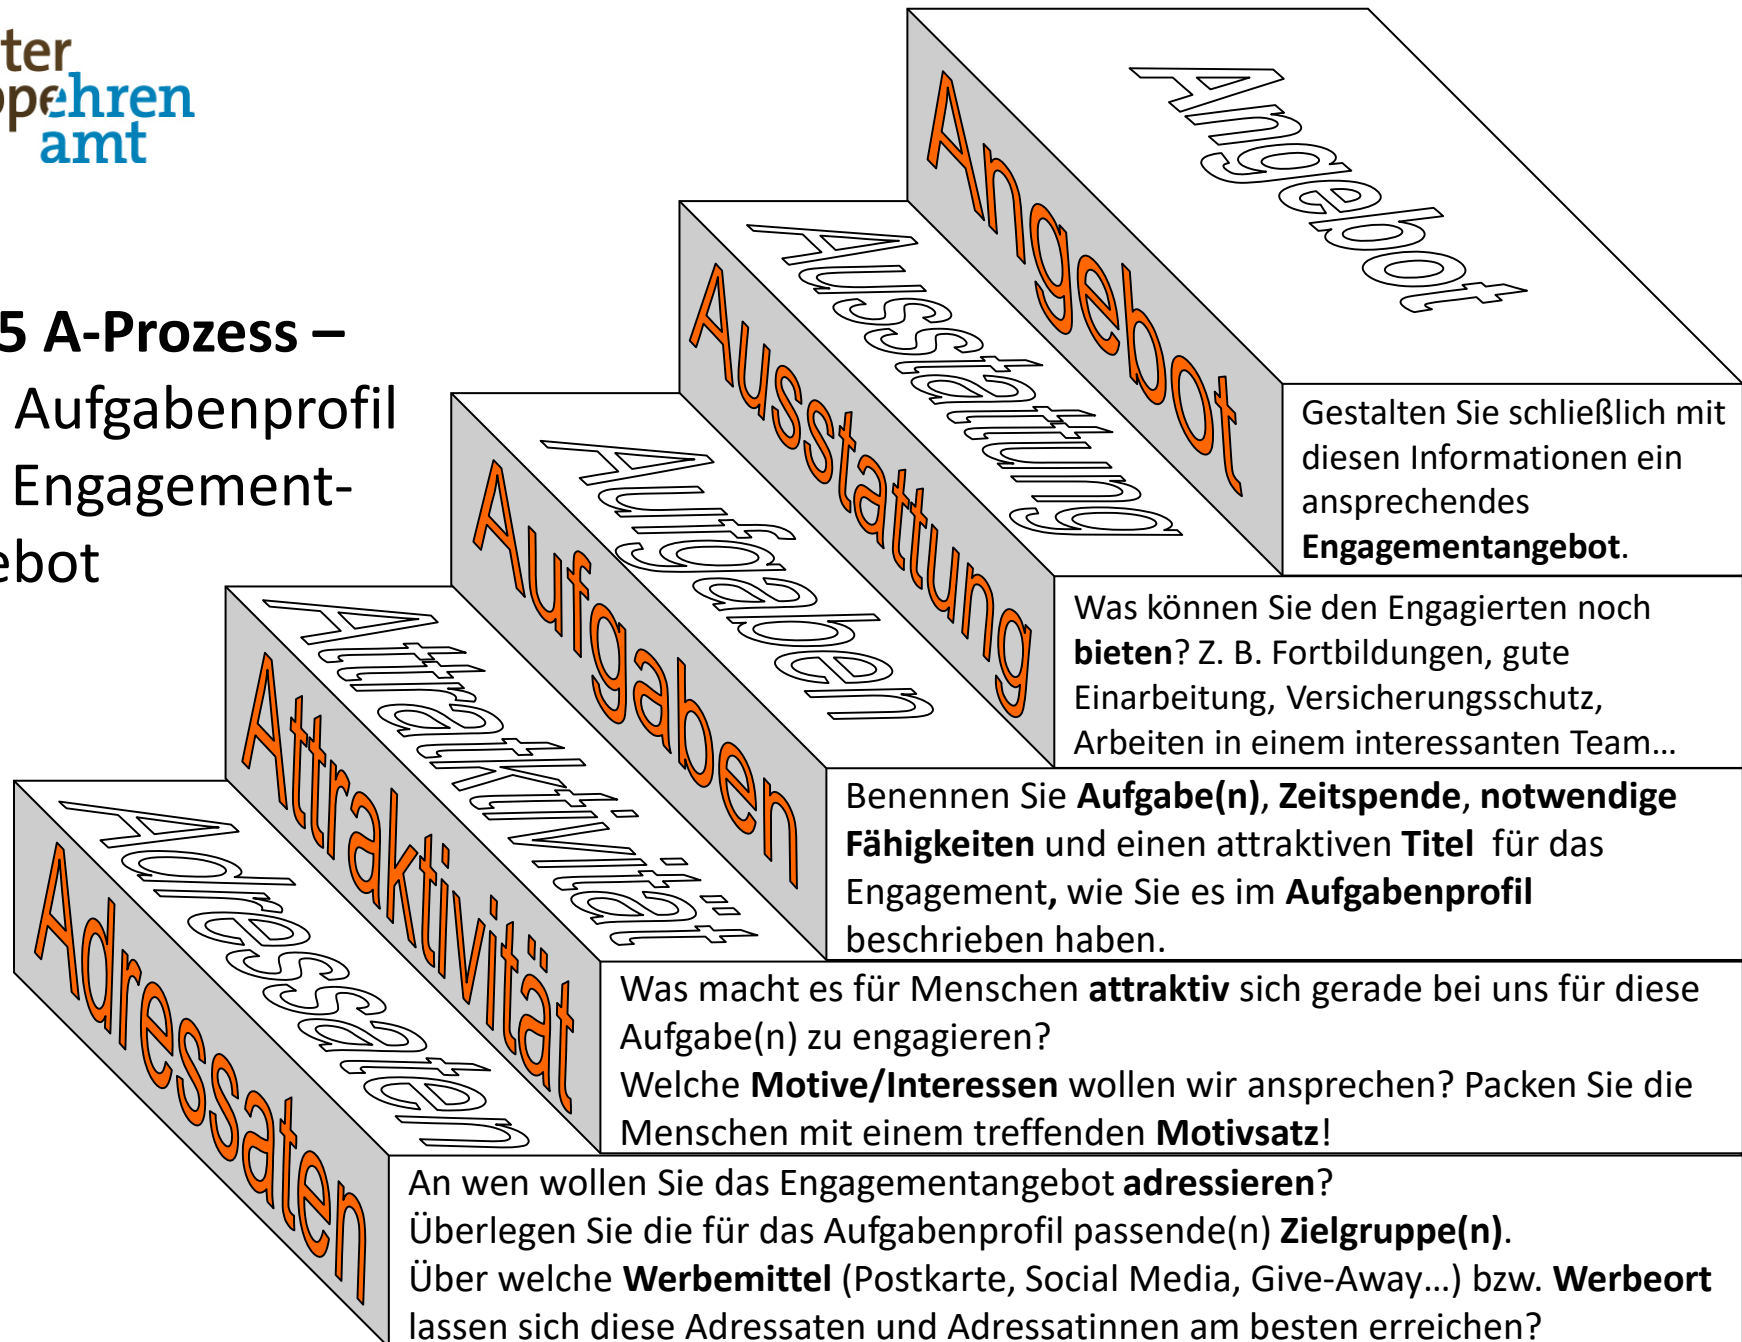 ter
ppehren
amt
5 A-Prozess –
Aufgabenprofil
Engagement-
ebot
Angebot
Angebot
Gestalten Sie schließlich mit
diesen Informationen ein
ansprechendes
Engagementangebot.
Ausstattung
Ausstattung
Was können Sie den Engagierten noch
bieten? Z. B. Fortbildungen, gute
Einarbeitung, Versicherungsschutz,
Arbeiten in einem interessanten Team...
Aufgaben
Aufgaben
Benennen Sie Aufgabe(n), Zeitspende, notwendige
Fähigkeiten und einen attraktiven Titel für das
Engagement, wie Sie es im Aufgabenprofil
beschrieben haben.
Attraktivität
Attraktivität
Was macht es für Menschen attraktiv sich gerade bei uns für diese
Aufgabe(n) zu engagieren?
Welche Motive/Interessen wollen wir ansprechen? Packen Sie die
Menschen mit einem treffenden Motivsatz!
Adressaten
Adressaten
An wen wollen Sie das Engagementangebot adressieren?
Überlegen Sie die für das Aufgabenprofil passende(n) Zielgruppe(n).
Über welche Werbemittel (Postkarte, Social Media, Give-Away...) bzw. Werbeort
lassen sich diese Adressaten und Adressatinnen am besten erreichen?